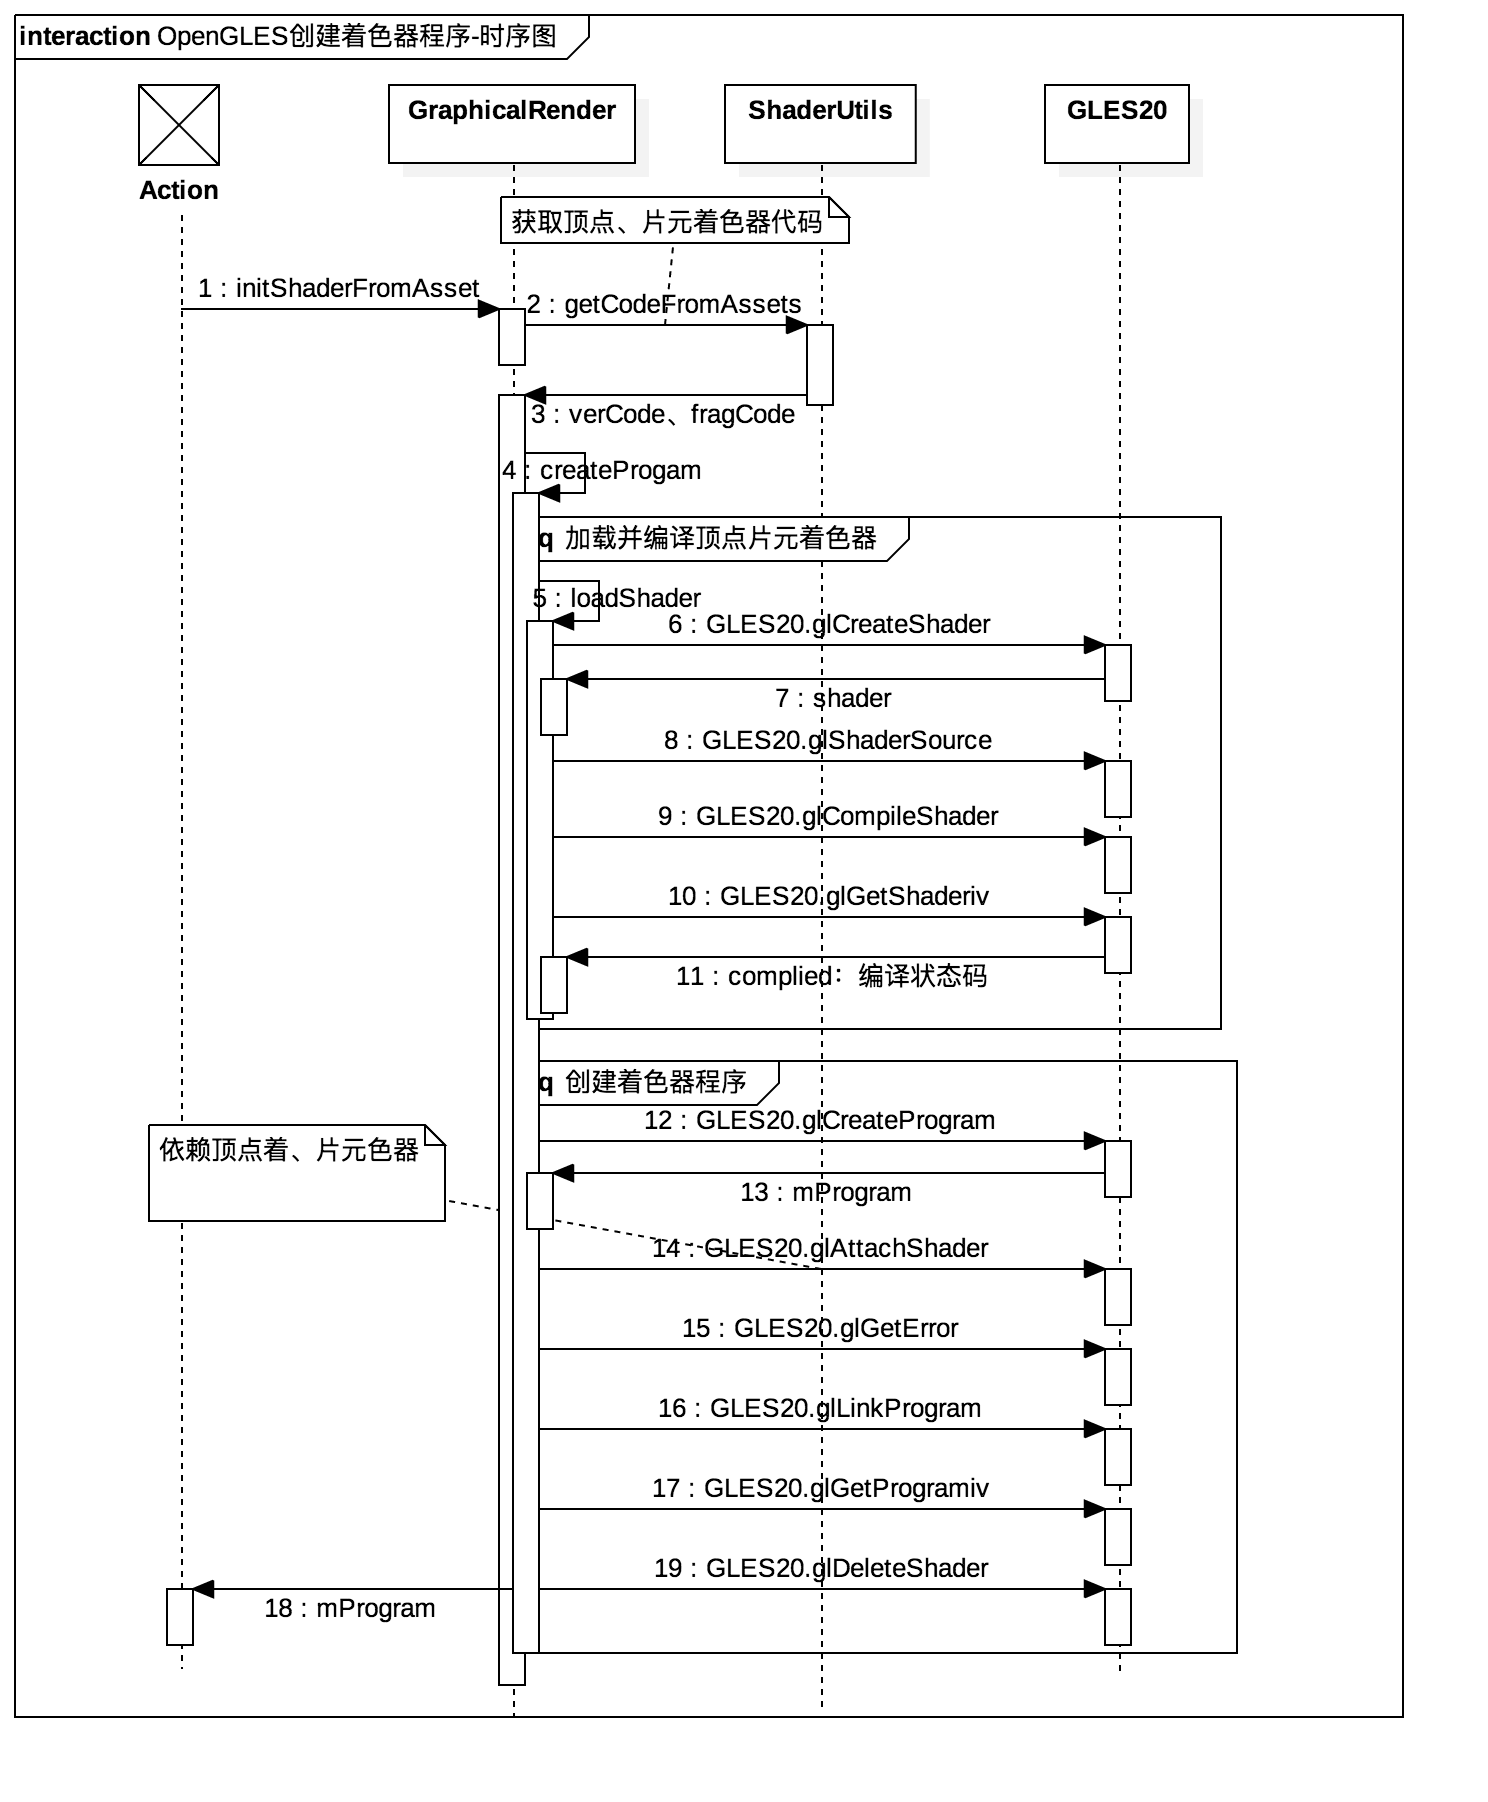 interaction OpenGLES创建着色器程序-时序图
GraphicalRender
ShaderUtils
GLES20
Action
获取顶点、片元着色器代码
1 : initShaderFromAsset
2 : getCodeFromAssets
3 : verCode、fragCode
4 : createProgam
q 加载并编译顶点片元着色器
5 : loadShader
6 : GLES20.glCreateShader
7 : shader
8 : GLES20.glShaderSource
9 : GLES20.glCompileShader
10 : GLES20.glGetShaderiv
11 : complied：编译状态码
q 创建着色器程序
12 : GLES20.glCreateProgram
依赖顶点着、片元色器
13 : mProgram
14 : GLES20.glAttachShader
15 : GLES20.glGetError
16 : GLES20.glLinkProgram
17 : GLES20.glGetProgramiv
19 : GLES20.glDeleteShader
18 : mProgram